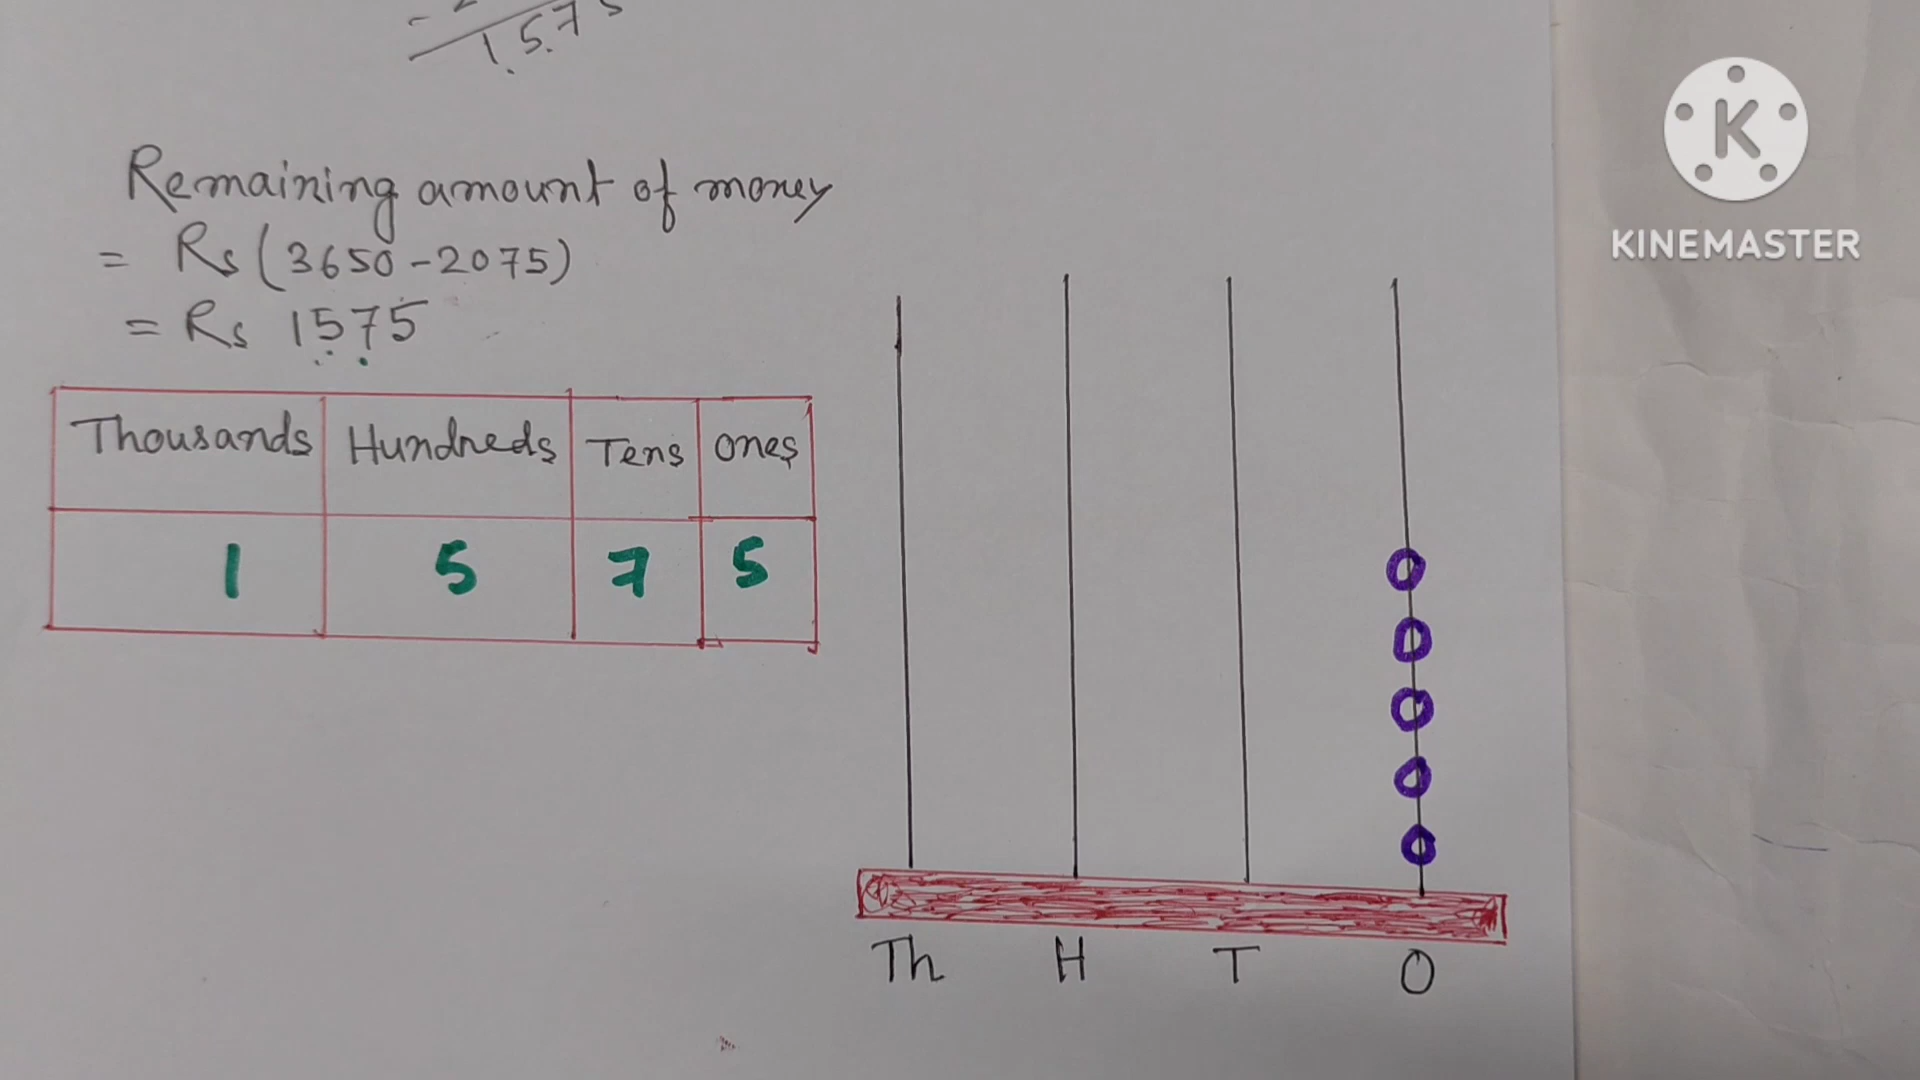 1575
Remaining amount of money
= Rs (3650-2075)
= Rs 1575
Thousands Hundreds Tens Ones
1 5 7 5
Th H T O
K
KINEMASTER